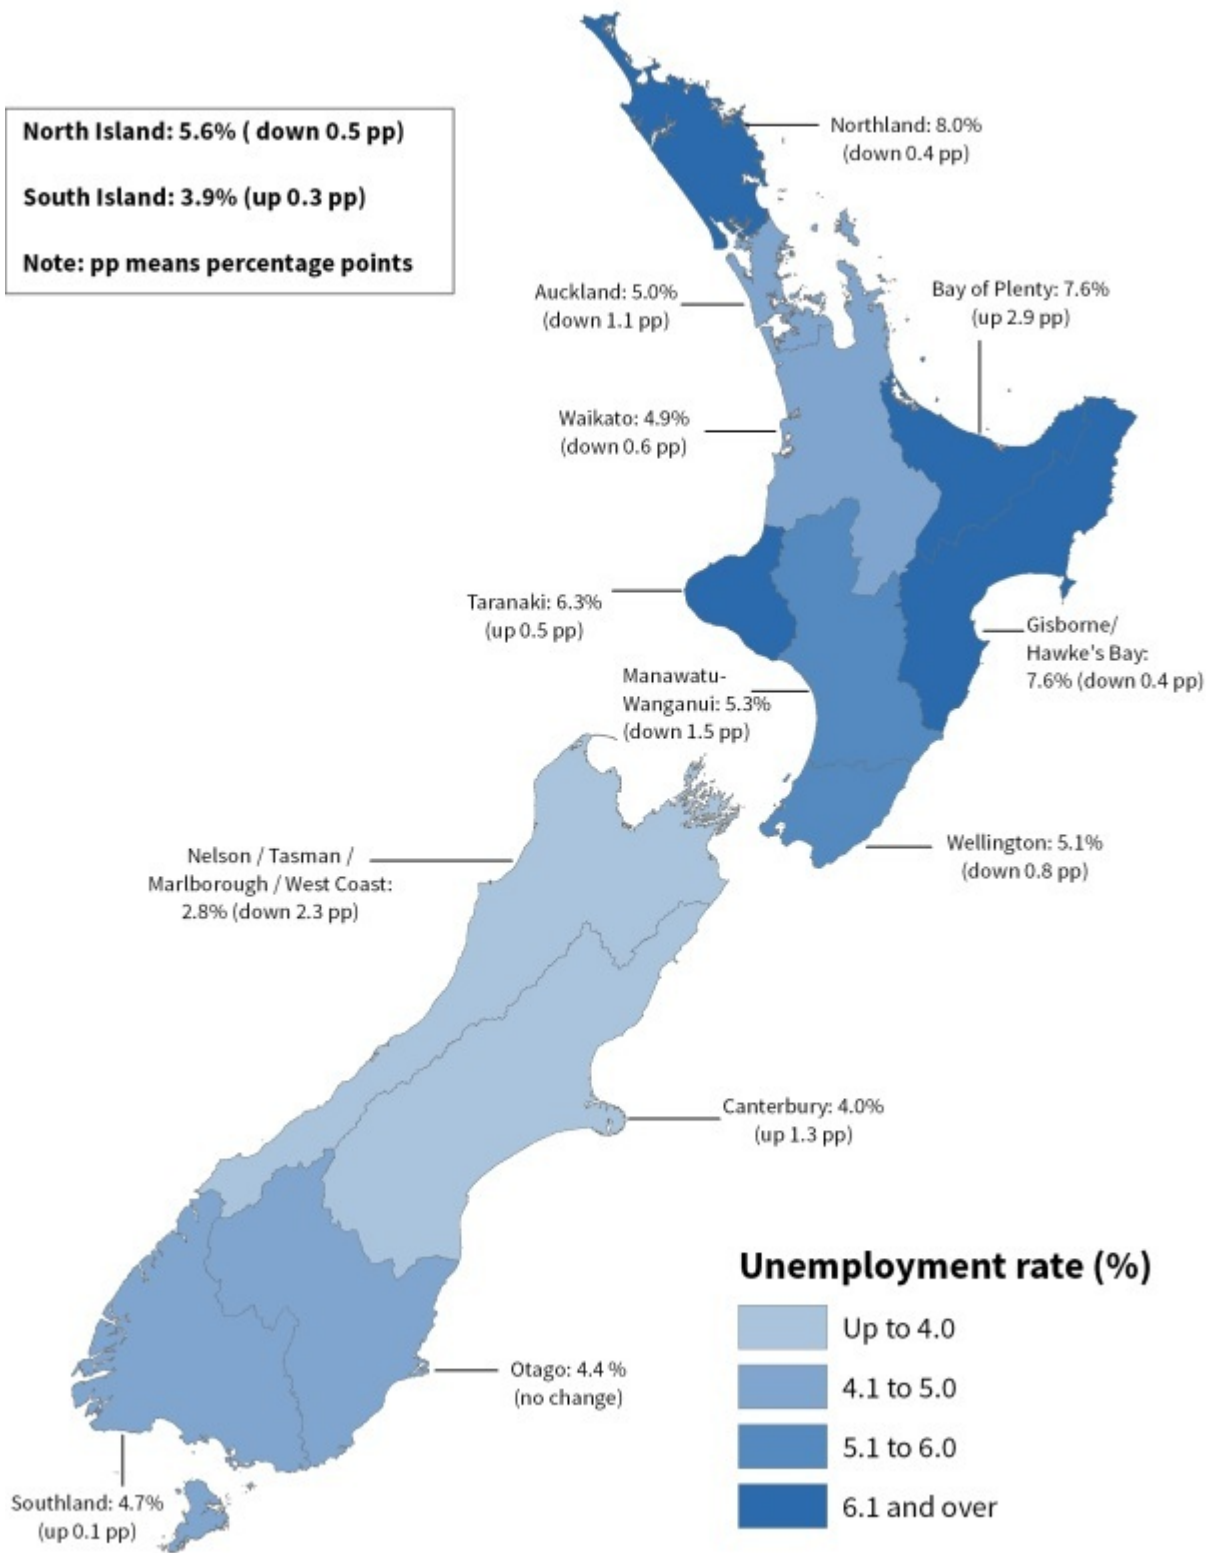 North Island: 5.6% ( down 0.5 pp)
South Island: 3.9% (up 0.3 pp)
Note: pp means percentage points
Northland: 8.0%
(down 0.4 pp)
Auckland: 5.0%
(down 1.1 pp)
Bay of Plenty: 7.6%
(up 2.9 pp)
Waikato: 4.9%
(down 0.6 pp)
Taranaki: 6.3%
(up 0.5 pp)
Gisborne/
Hawke's Bay:
7.6% (down 0.4 pp)
Manawatu-
Wanganui: 5.3%
(down 1.5 pp)
Wellington: 5.1%
(down 0.8 pp)
Nelson / Tasman /
Marlborough / West Coast:
2.8% (down 2.3 pp)
Canterbury: 4.0%
(up 1.3 pp)
Otago: 4.4 %
(no change)
Southland: 4.7%
(up 0.1 pp)
Unemployment rate (%)
Up to 4.0
4.1 to 5.0
5.1 to 6.0
6.1 and over